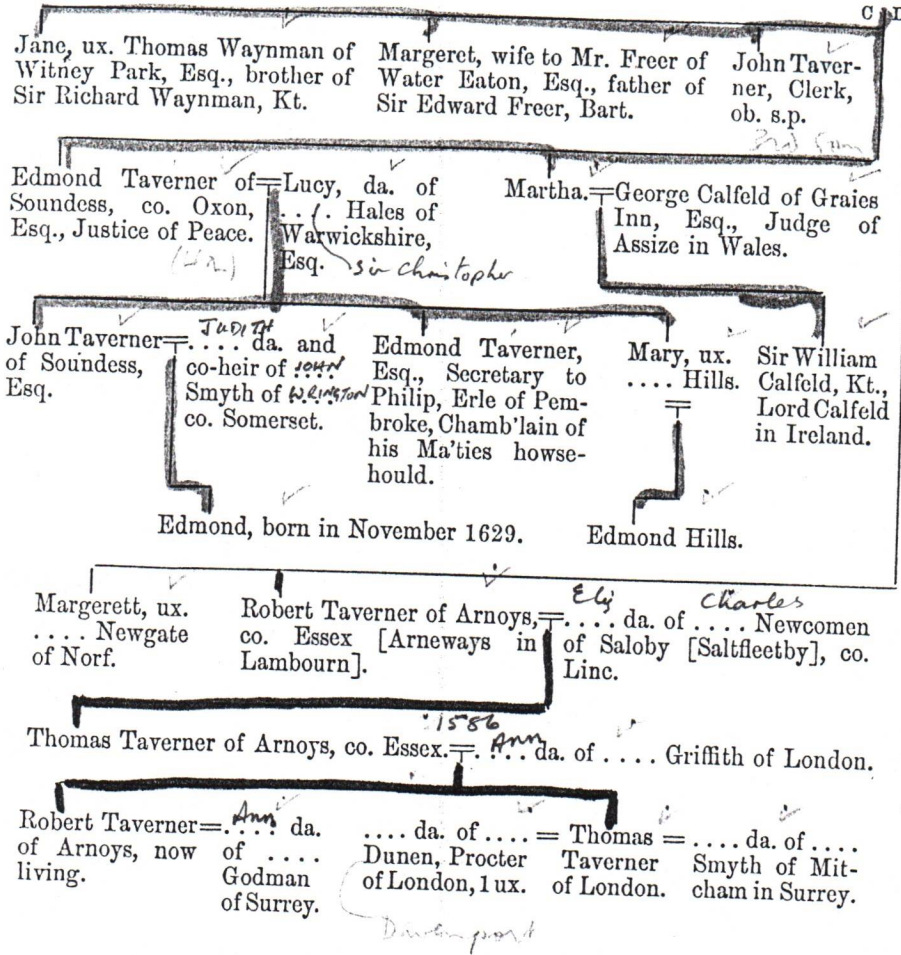 C D
Jane, ux. Thomas Waynman of
Witney Park, Esq., brother of
Sir Richard Waynman, Kt.
Margeret, wife to Mr. Freer of
Water Eaton, Esq., father of
Sir Edward Freer, Bart.
John Taver-
ner, Clerk,
ob. s.p.
3rd Son
Edmond Taverner of
Soundess, co. Oxon,
Esq., Justice of Peace.
=Lucy, da. of
.... Hales of
Warwickshire,
Esq.
Sir Christopher
Martha.=George Calfeld of Graies
Inn, Esq., Judge of
Assize in Wales.
John Taverner=
of Soundess,
Esq.
JUDITH
.... da. and
co-heir of JOHN
Smyth of WRINGTON
co. Somerset.
Edmond Taverner,
Esq., Secretary to
Philip, Erle of Pem-
broke, Chamb'lain of
his Ma'ties howse-
hould.
Mary, ux.
.... Hills.
=
Sir William
Calfeld, Kt.,
Lord Calfeld
in Ireland.
Edmond, born in November 1629.
Edmond Hills.
Margerett, ux.
.... Newgate
of Norf.
Robert Taverner of Arnoys,=
co. Essex [Arneways in
Lambourn].
Eliz Charles
.... da. of .... Newcomen
of Saloby [Saltfleetby], co.
Linc.
1586
Thomas Taverner of Arnoys, co. Essex.=. Ann da. of .... Griffith of London.
Robert Taverner=
of Arnoys, now
living.
Ann
.... da.
of ....
Godman
of Surrey.
.... da. of .... =
Dunen, Procter
of London, 1 ux.
Thomas =
Taverner
of London.
.... da. of ....
Smyth of Mit-
cham in Surrey.
Davenport